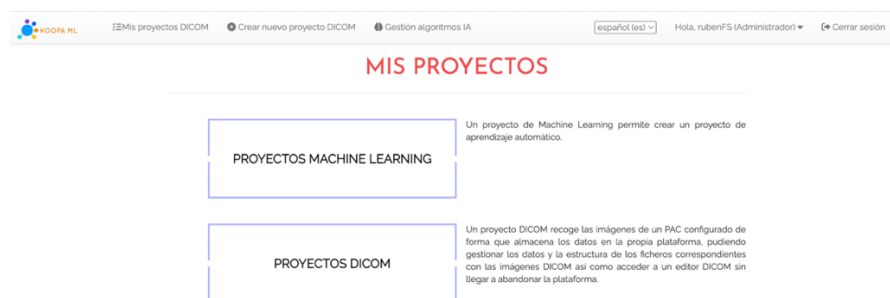 KOOPA ML
Mis proyectos DICOM
Crear nuevo proyecto DICOM
Gestión algoritmos IA
español (es)
Hola, rubenFS (Administrador)
Cerrar sesión
MIS PROYECTOS
PROYECTOS MACHINE LEARNING
Un proyecto de Machine Learning permite crear un proyecto de
aprendizaje automático.
PROYECTOS DICOM
Un proyecto DICOM recoge las imágenes de un PAC configurado de
forma que almacena los datos en la propia plataforma, pudiendo
gestionar los datos y la estructura de los ficheros correspondientes
con las imágenes DICOM así como acceder a un editor DICOM sin
llegar a abandonar la plataforma.